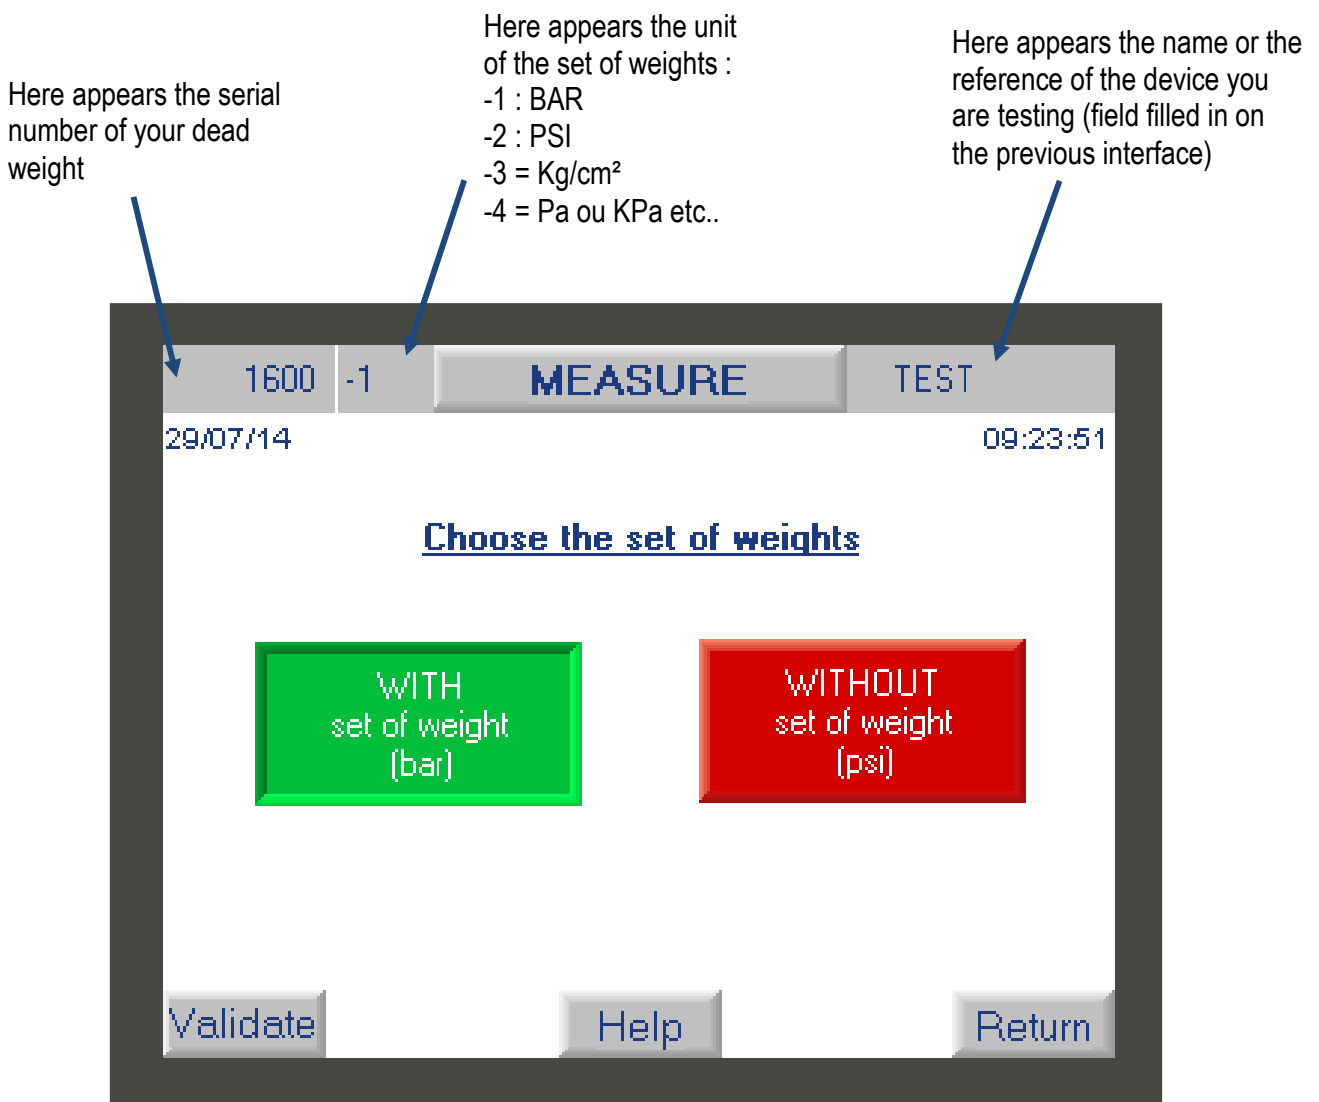 Here appears the serial
number of your dead
weight
Here appears the unit
of the set of weights :
-1 : BAR
-2 : PSI
-3 = Kg/cm²
-4 = Pa ou KPa etc..
Here appears the name or the
reference of the device you
are testing (field filled in on
the previous interface)
1600 -1 MEASURE TEST
29/07/14 09:23:51
Choose the set of weights
WITH
set of weight
(bar)
WITHOUT
set of weight
(psi)
Validate Help Return